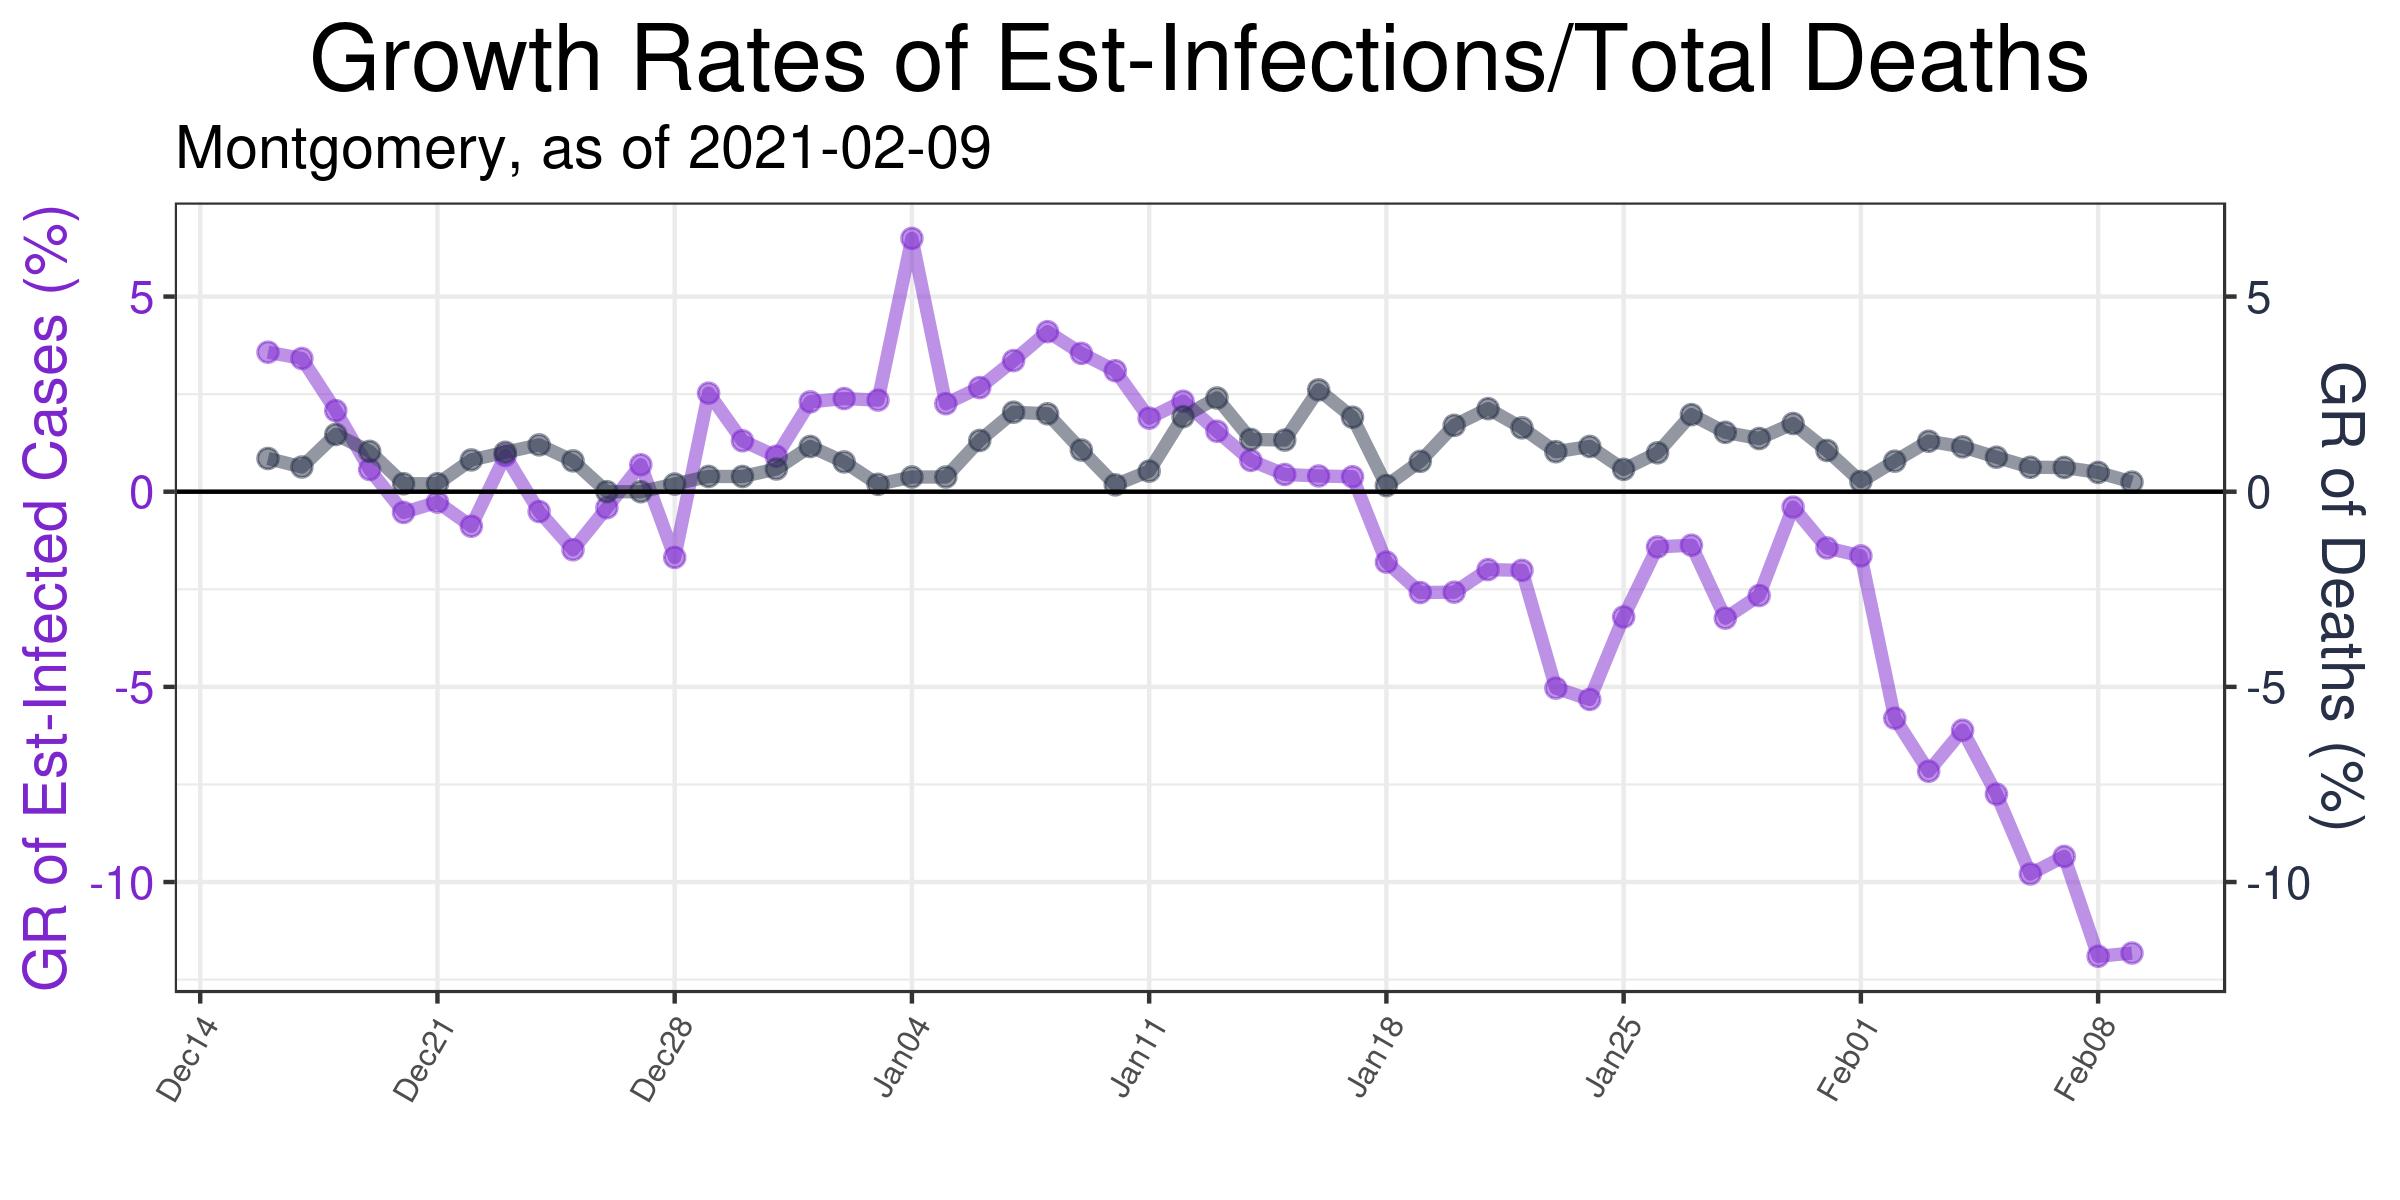 Growth Rates of Est-Infections/Total Deaths
Montgomery, as of 2021-02-09
GR of Est-Infected Cases (%)
5
0
-5
-10
5
0
-5
-10
GR of Deaths (%)
Dec14
Dec21
Dec28
Jan04
Jan11
Jan18
Jan25
Feb01
Feb08